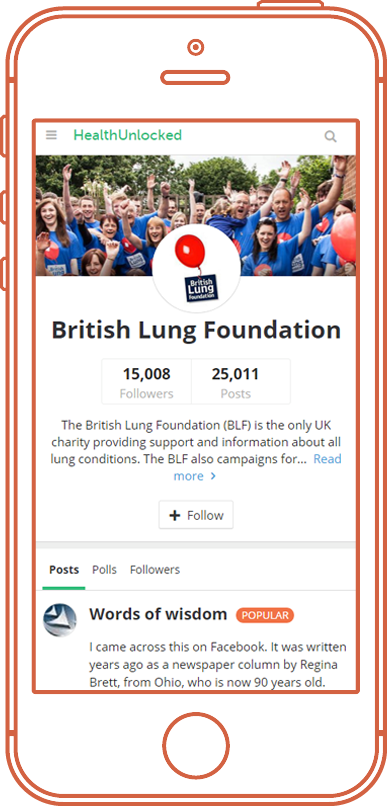 HealthUnlocked
British
Lung
Foundation
British Lung Foundation
15,008 25,011
Followers Posts
The British Lung Foundation (BLF) is the only UK
charity providing support and information about all
lung conditions. The BLF also campaigns for... Read
more >
+ Follow
Posts Polls Followers
Words of wisdom POPULAR
I came across this on Facebook. It was written
years ago as a newspaper column by Regina
Brett, from Ohio, who is now 90 years old.